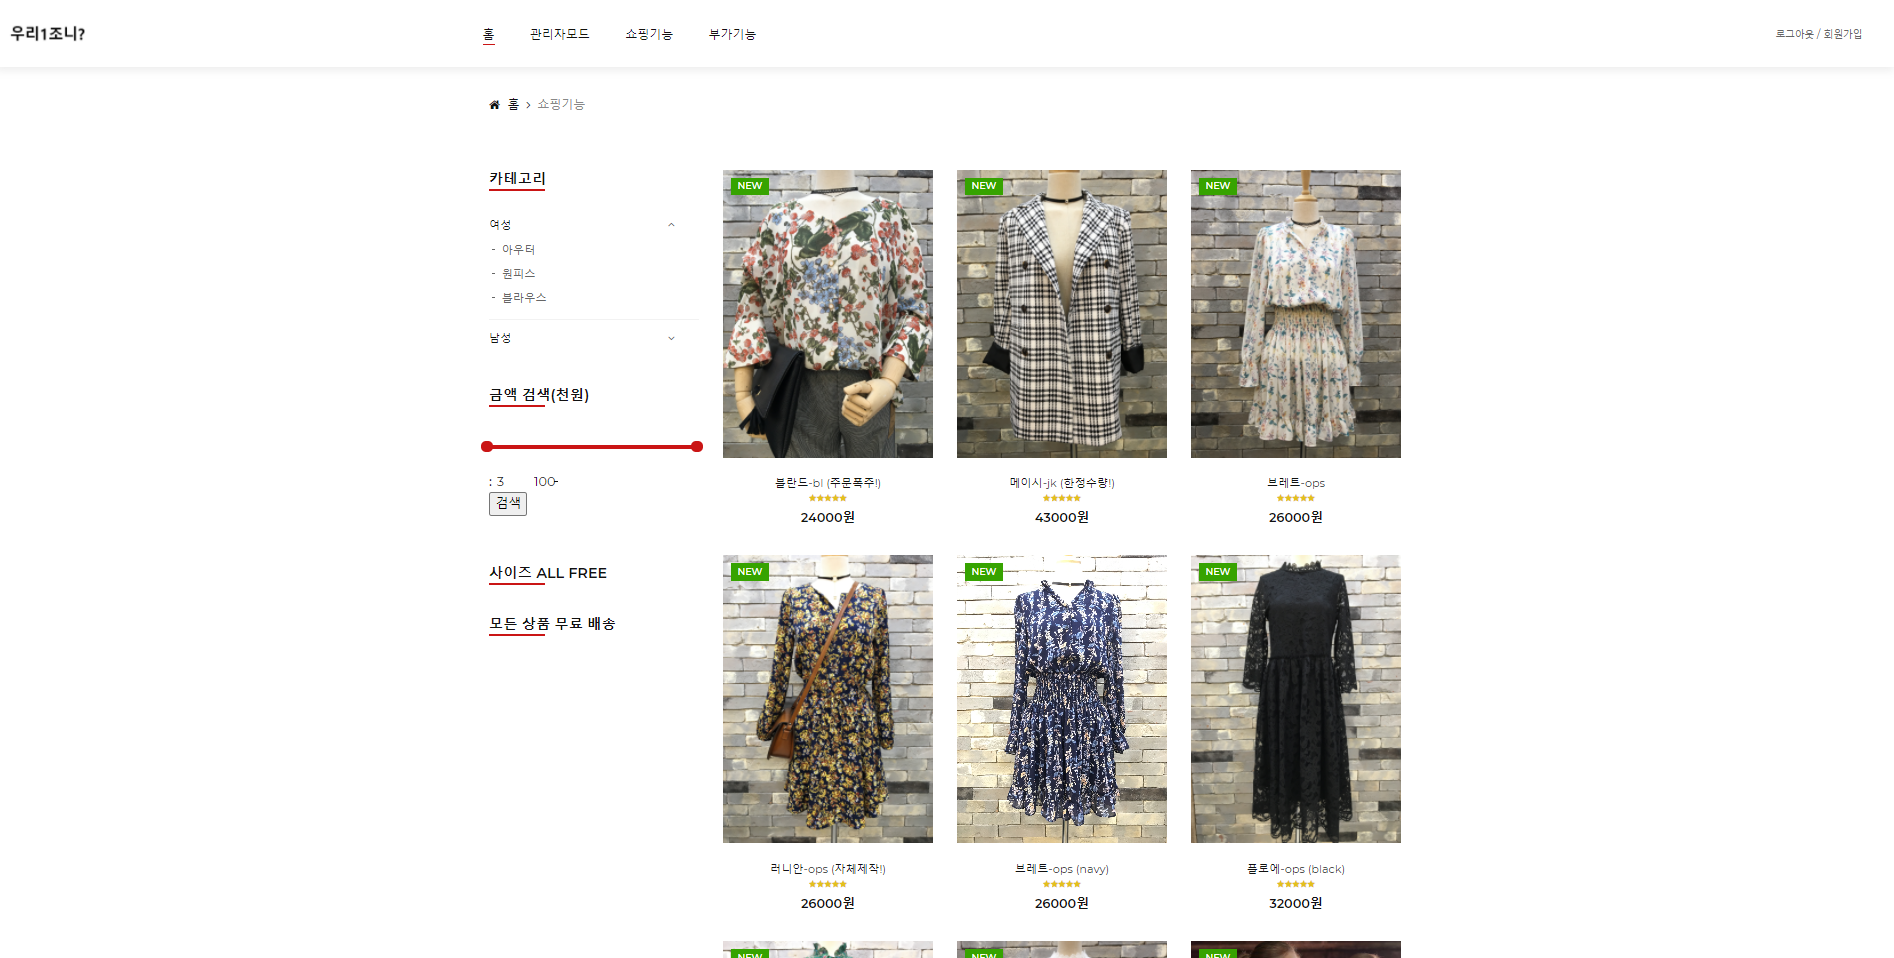 우리1조니?
홈 관리자모드 쇼핑기능 부가기능
로그아웃 / 회원가입
홈 > 쇼핑기능
카테고리
여성
- 아우터
- 원피스
- 블라우스
남성
금액 검색(천원)
: 3 100-
검색
사이즈 ALL FREE
모든 상품 무료 배송
NEW NEW NEW
블란드-bl (주문폭주!) 메이시-jk (한정수량!) 브레트-ops
24000원 43000원 26000원
NEW NEW NEW
러니안-ops (자체제작!) 브레트-ops (navy) 플로에-ops (black)
26000원 26000원 32000원
NEW NEW NEW